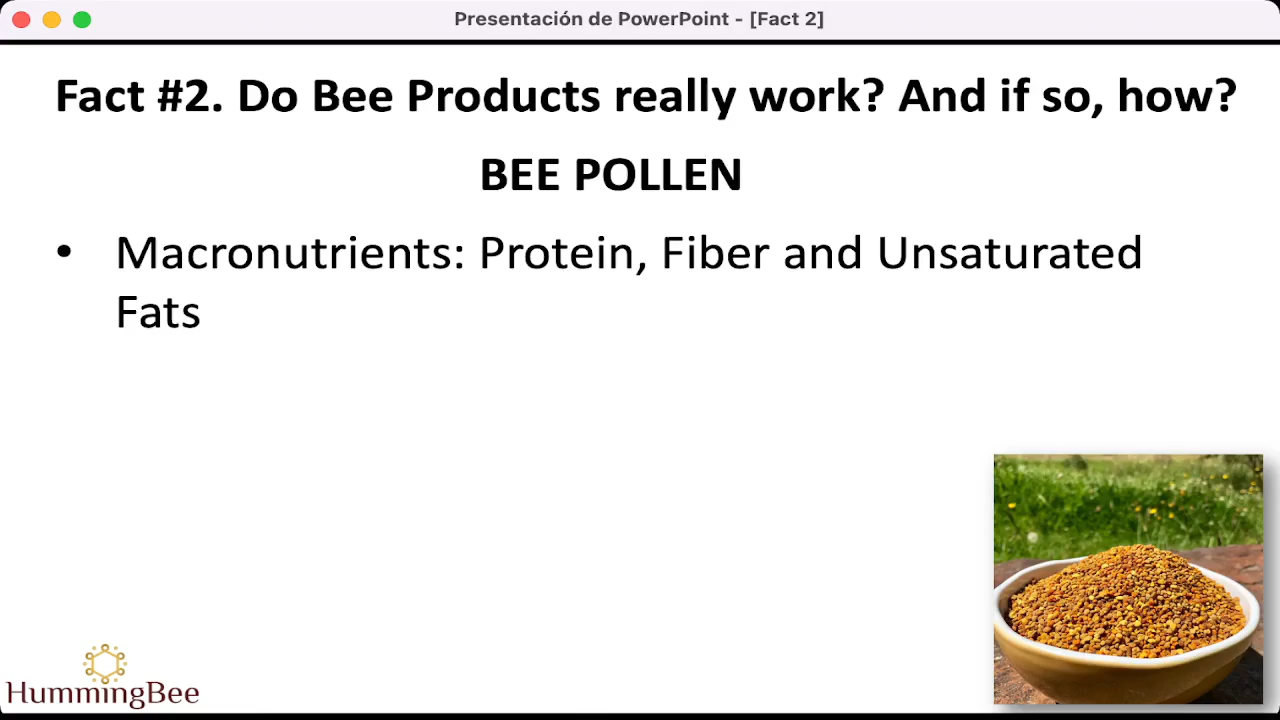 Presentación de PowerPoint - [Fact 2]
Fact #2. Do Bee Products really work? And if so, how?
BEE POLLEN
• Macronutrients: Protein, Fiber and Unsaturated
Fats
HummingBee